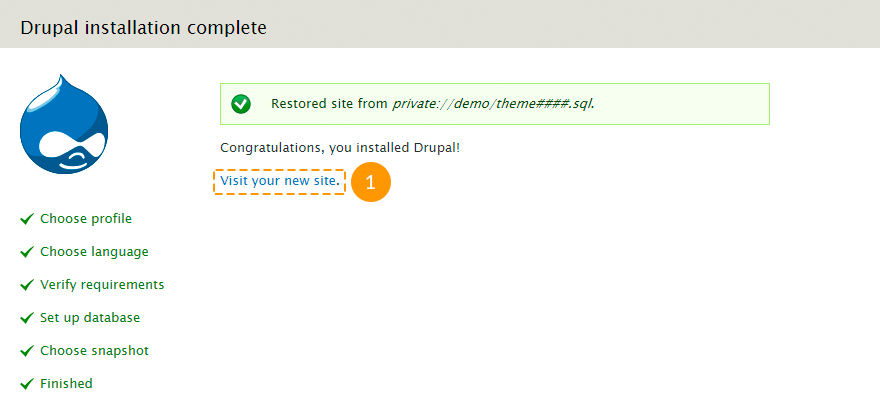 Drupal installation complete
Restored site from private://demo/theme####.sql.
Congratulations, you installed Drupal!
Visit your new site. 1
Choose profile
Choose language
Verify requirements
Set up database
Choose snapshot
Finished